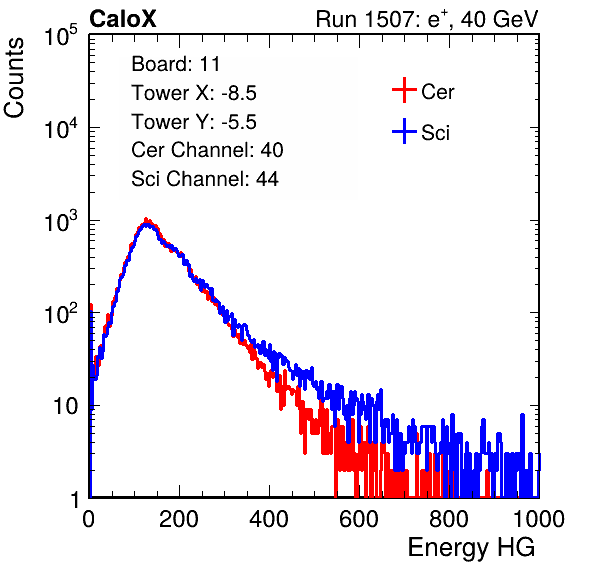 CaloX Run 1507: e⁺, 40 GeV
Counts
Board: 11
Tower X: -8.5
Tower Y: -5.5
Cer Channel: 40
Sci Channel: 44
Cer
Sci
10⁵
10⁴
10³
10²
10
1
0 200 400 600 800 1000
Energy HG